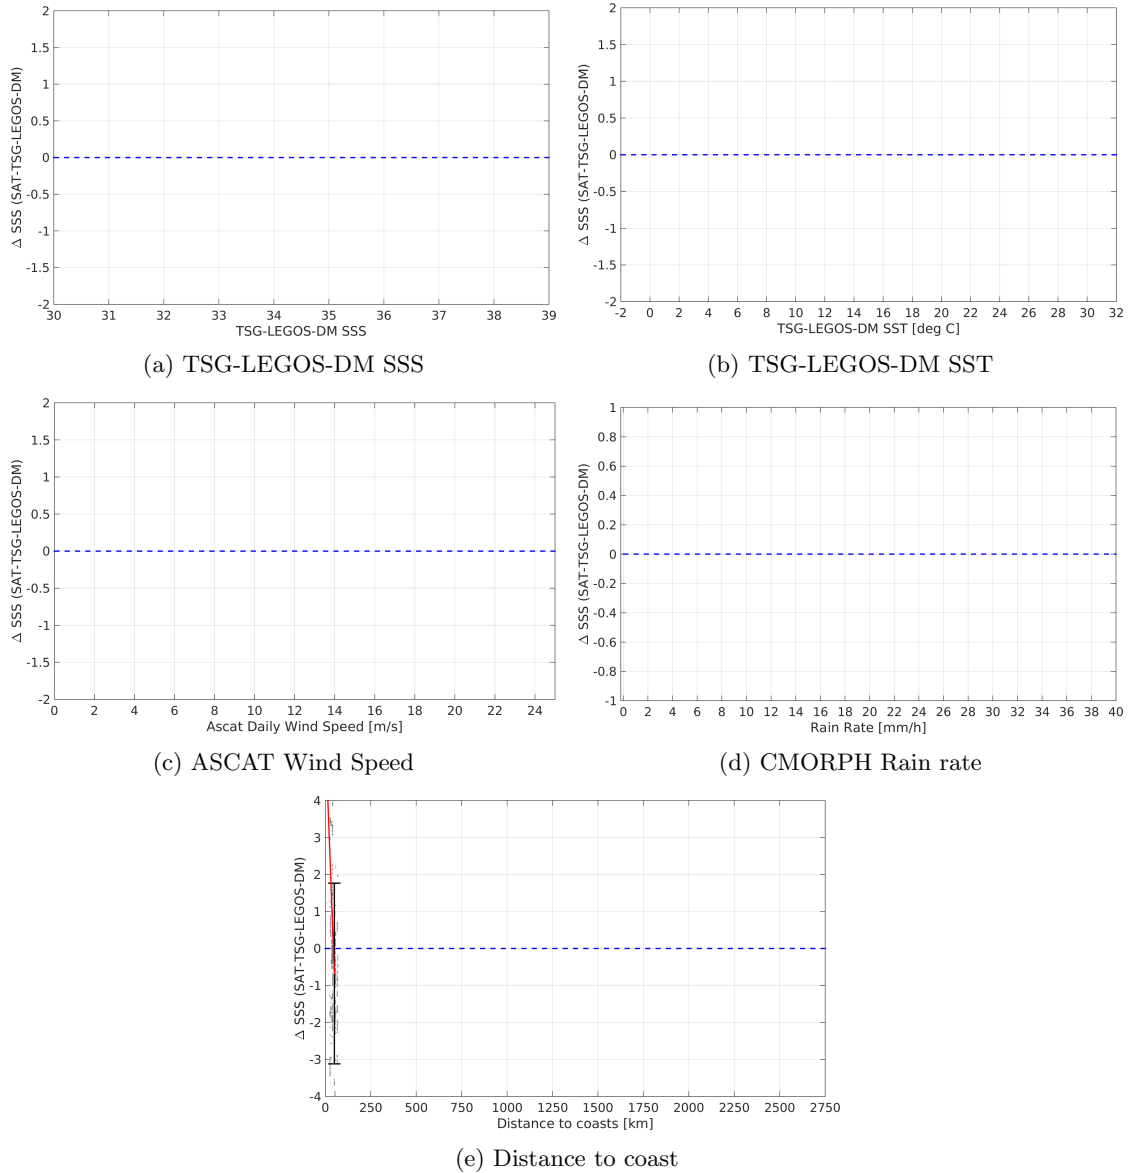 2
1.5
1
0.5
0
-0.5
-1
-1.5
-2
Δ SSS (SAT-TSG-LEGOS-DM)
30 31 32 33 34 35 36 37 38 39
TSG-LEGOS-DM SSS
(a) TSG-LEGOS-DM SSS
2
1.5
1
0.5
0
-0.5
-1
-1.5
-2
Δ SSS (SAT-TSG-LEGOS-DM)
-2 0 2 4 6 8 10 12 14 16 18 20 22 24 26 28 30 32
TSG-LEGOS-DM SST [deg C]
(b) TSG-LEGOS-DM SST
2
1.5
1
0.5
0
-0.5
-1
-1.5
-2
Δ SSS (SAT-TSG-LEGOS-DM)
0 2 4 6 8 10 12 14 16 18 20 22 24
Ascat Daily Wind Speed [m/s]
(c) ASCAT Wind Speed
1
0.8
0.6
0.4
0.2
0
-0.2
-0.4
-0.6
-0.8
-1
Δ SSS (SAT-TSG-LEGOS-DM)
0 2 4 6 8 10 12 14 16 18 20 22 24 26 28 30 32 34 36 38 40
Rain Rate [mm/h]
(d) CMORPH Rain rate
4
3
2
1
0
-1
-2
-3
-4
Δ SSS (SAT-TSG-LEGOS-DM)
0 250 500 750 1000 1250 1500 1750 2000 2250 2500 2750
Distance to coasts [km]
(e) Distance to coast